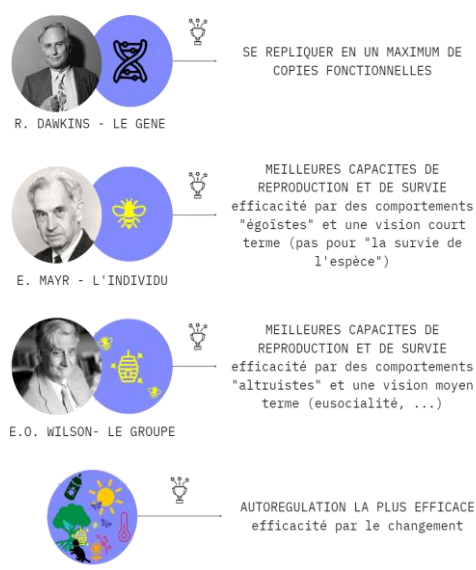 SE REPLIQUER EN UN MAXIMUM DE
COPIES FONCTIONNELLES
R. DAWKINS - LE GENE
MEILLEURES CAPACITES DE
REPRODUCTION ET DE SURVIE
efficacité par des comportements
"égoïstes" et une vision court
terme (pas pour "la survie de
l'espèce")
E. MAYR - L'INDIVIDU
MEILLEURES CAPACITES DE
REPRODUCTION ET DE SURVIE
efficacité par des comportements
"altruistes" et une vision moyen
terme (eusocialité, ...)
E.O. WILSON- LE GROUPE
AUTOREGULATION LA PLUS EFFICACE
efficacité par le changement